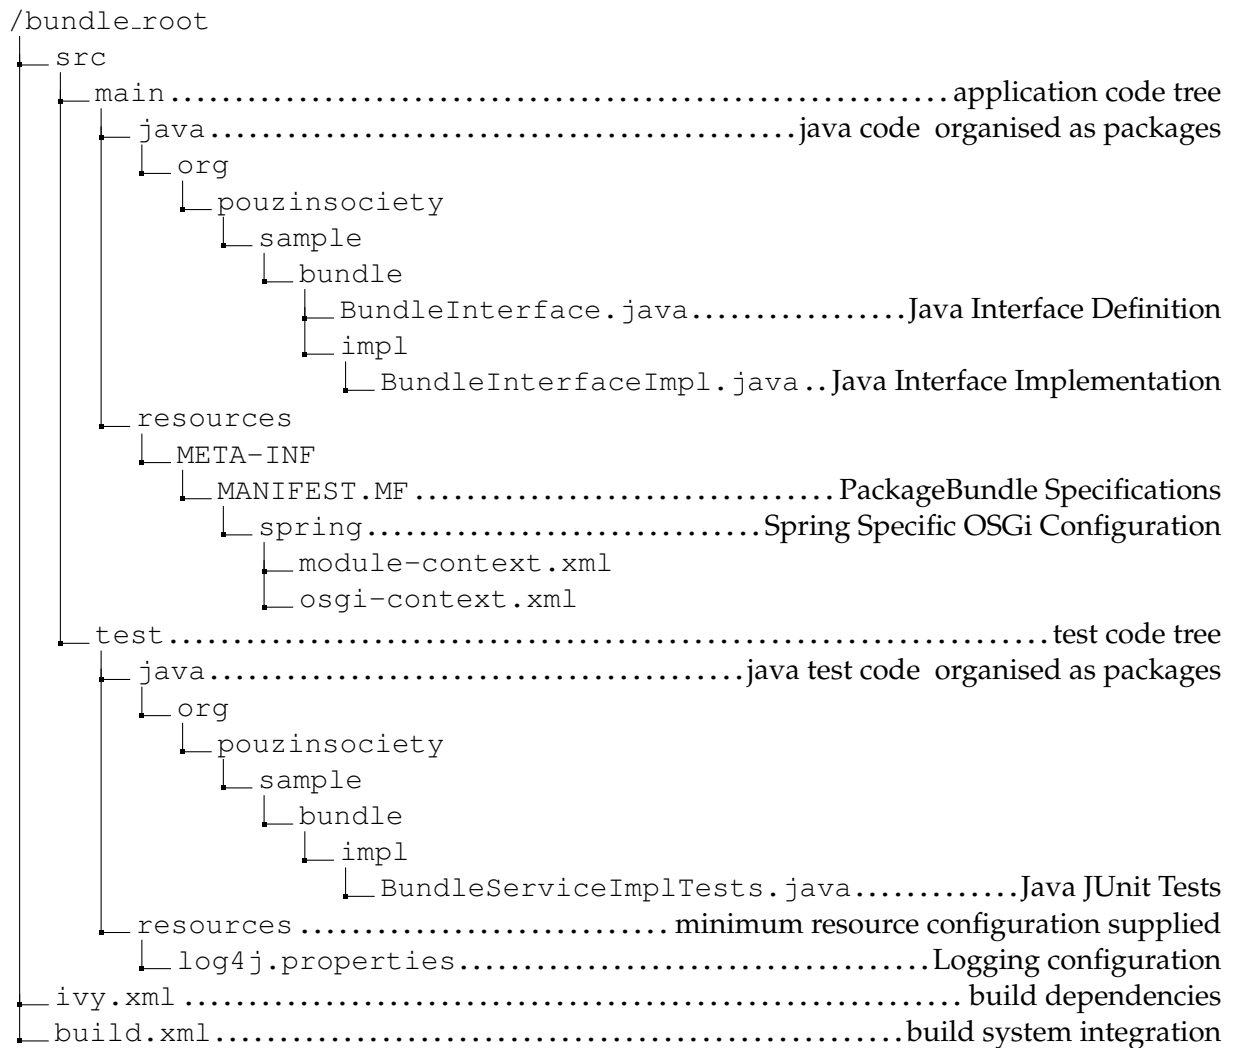 /bundle_root
src
main application code tree
java java code organised as packages
org
pouzinsociety
sample
bundle
BundleInterface.java Java Interface Definition
impl
BundleInterfaceImpl.java Java Interface Implementation
resources
META-INF
MANIFEST.MF PackageBundle Specifications
spring Spring Specific OSGi Configuration
module-context.xml
osgi-context.xml
test test code tree
java java test code organised as packages
org
pouzinsociety
sample
bundle
impl
BundleServiceImplTests.java Java JUnit Tests
resources minimum resource configuration supplied
log4j.properties Logging configuration
ivy.xml build dependencies
build.xml build system integration